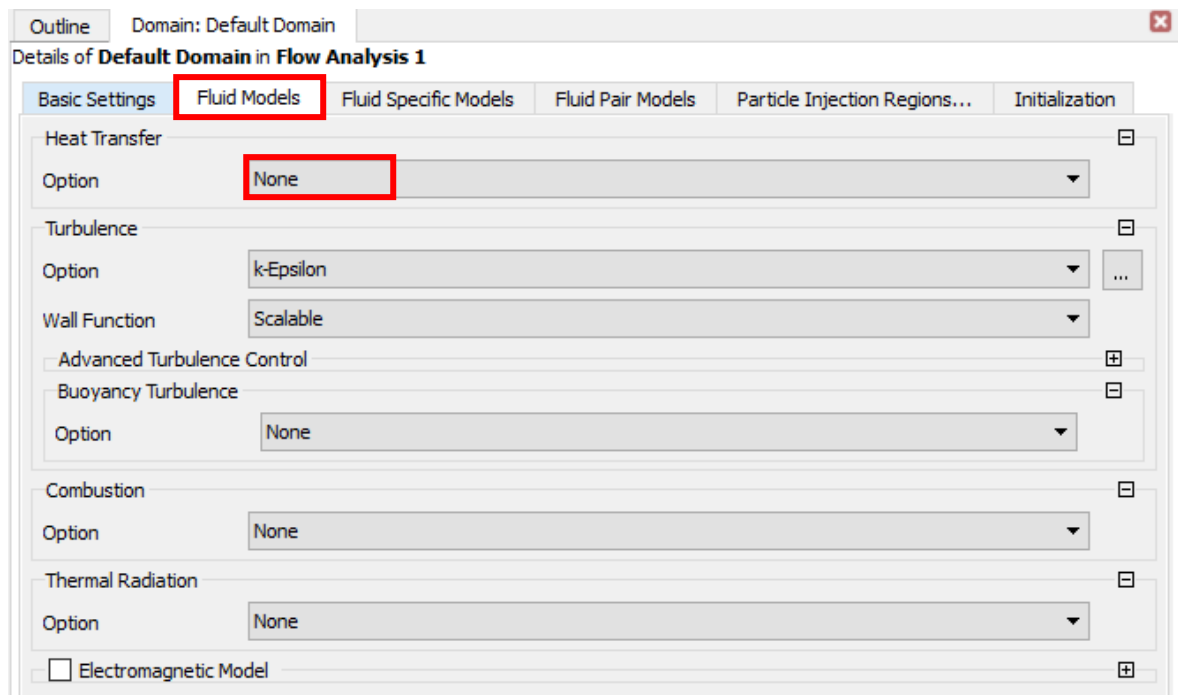 Outline Domain: Default Domain
Details of Default Domain in Flow Analysis 1
Basic Settings Fluid Models Fluid Specific Models Fluid Pair Models Particle Injection Regions... Initialization
Heat Transfer
Option None
Turbulence
Option k-Epsilon ...
Wall Function Scalable
Advanced Turbulence Control
Buoyancy Turbulence
Option None
Combustion
Option None
Thermal Radiation
Option None
Electromagnetic Model